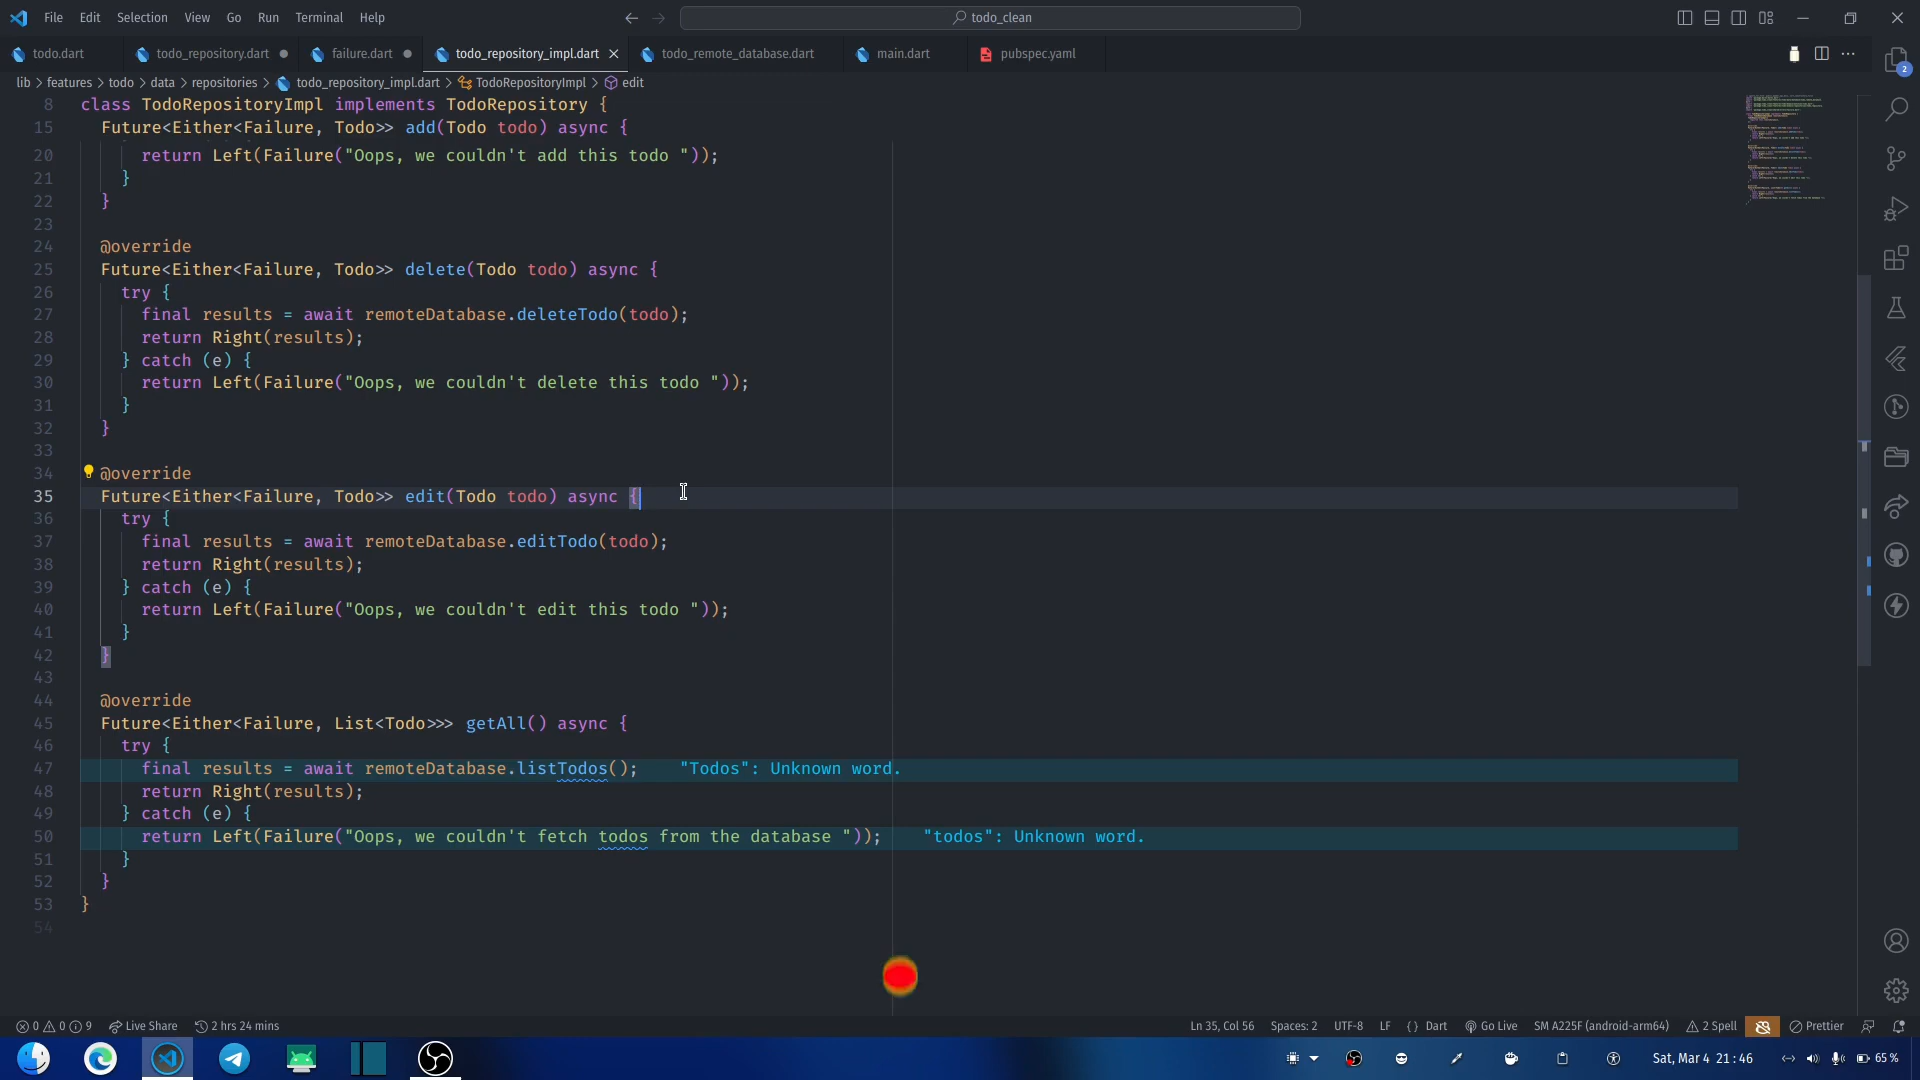 File Edit Selection View Go Run Terminal Help
todo_clean
todo.dart todo_repository.dart failure.dart todo_repository_impl.dart todo_remote_database.dart main.dart pubspec.yaml
2
lib > features > todo > data > repositories > todo_repository_impl.dart > TodoRepositoryImpl > edit
8 class TodoRepositoryImpl implements TodoRepository {
15 Future<Either<Failure, Todo>> add(Todo todo) async {
20 return Left(Failure("Oops, we couldn't add this todo "));
21 }
22 }
23
24 @override
25 Future<Either<Failure, Todo>> delete(Todo todo) async {
26 try {
27 final results = await remoteDatabase.deleteTodo(todo);
28 return Right(results);
29 } catch (e) {
30 return Left(Failure("Oops, we couldn't delete this todo "));
31 }
32 }
33
34 @override
35 Future<Either<Failure, Todo>> edit(Todo todo) async {
36 try {
37 final results = await remoteDatabase.editTodo(todo);
38 return Right(results);
39 } catch (e) {
40 return Left(Failure("Oops, we couldn't edit this todo "));
41 }
42 }
43
44 @override
45 Future<Either<Failure, List<Todo>>> getAll() async {
46 try {
47 final results = await remoteDatabase.listTodos(); "Todos": Unknown word.
48 return Right(results);
49 } catch (e) {
50 return Left(Failure("Oops, we couldn't fetch todos from the database ")); "todos": Unknown word.
51 }
52 }
53 }
54
0 0 9 Live Share 2 hrs 24 mins Ln 35, Col 56 Spaces: 2 UTF-8 LF { } Dart Go Live SM A225F (android-arm64) 2 Spell Prettier
Sat, Mar 4 21 : 46 65 %